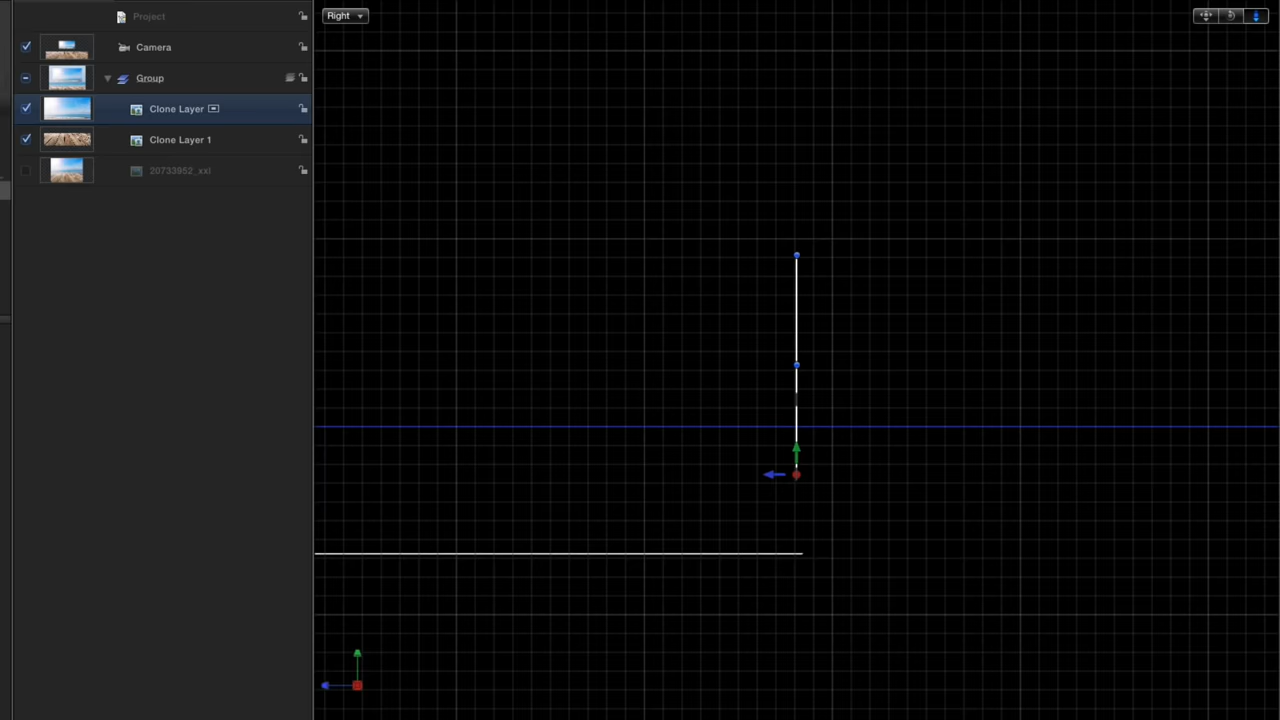 Project
Right
Camera
Group
Clone Layer
Clone Layer 1
20733952_xxl